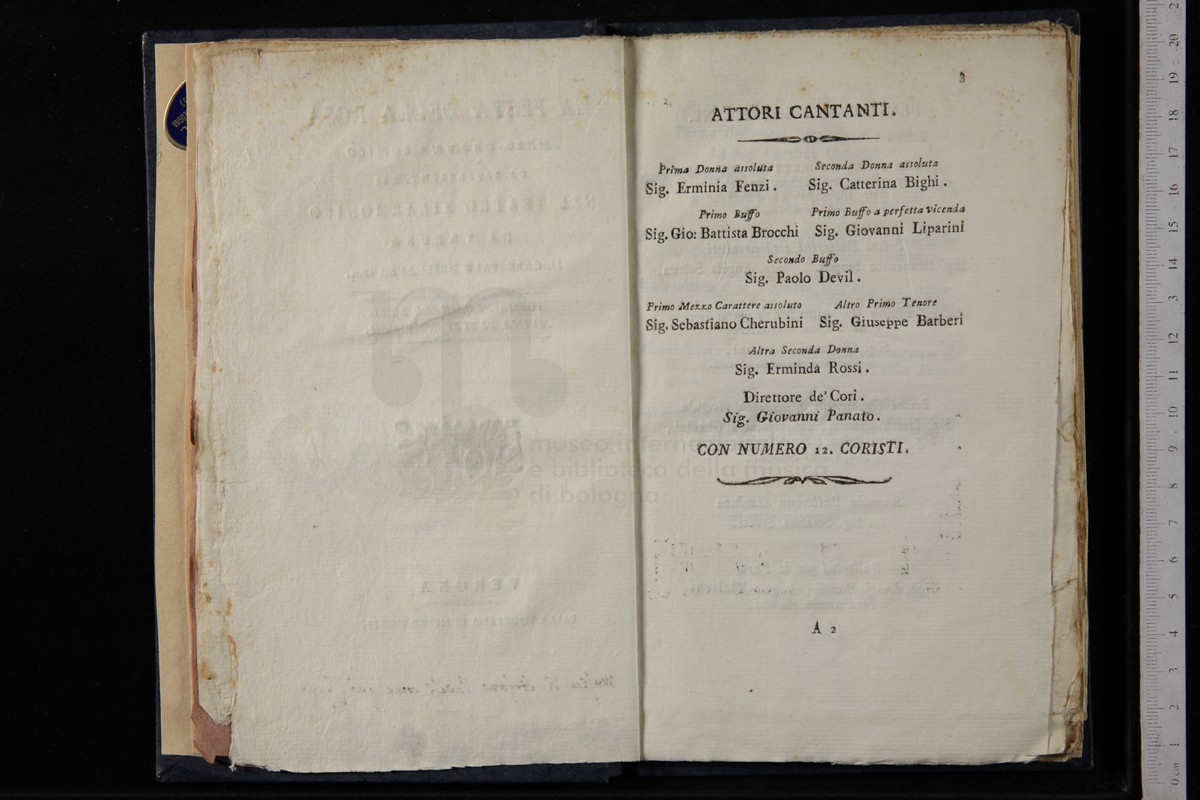 3
ATTORI CANTANTI.
Prima Donna assoluta
Sig. Erminia Fenzi.
Seconda Donna assoluta
Sig. Catterina Bighi.
Primo Buffo
Sig. Gio: Battista Brocchi
Primo Buffo a perfetta vicenda
Sig. Giovanni Liparini
Secondo Buffo
Sig. Paolo Devil.
Primo Mezzo Carattere assoluto
Sig. Sebastiano Cherubini
Altro Primo Tenore
Sig. Giuseppe Barberi
Altra Seconda Donna
Sig. Erminda Rossi.
Direttore de' Cori.
Sig. Giovanni Panato.
CON NUMERO 12. CORISTI.
A 2
museo internazionale
e biblioteca della musica
di bologna